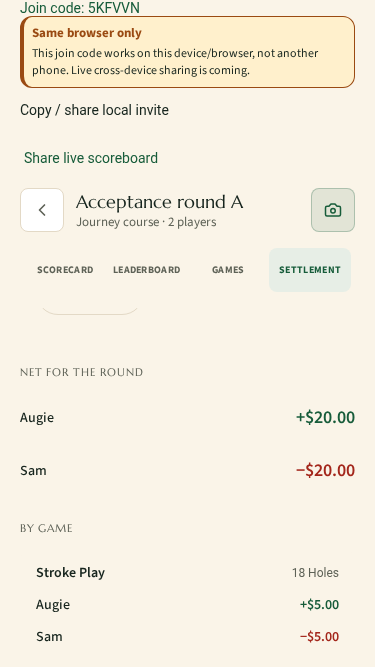 Join code: 5KFVVN
Same browser only
This join code works on this device/browser, not another
phone. Live cross-device sharing is coming.
Copy / share local invite
Share live scoreboard
Acceptance round A
Journey course · 2 players
SCORECARD LEADERBOARD GAMES SETTLEMENT
NET FOR THE ROUND
Augie +$20.00
Sam −$20.00
BY GAME
Stroke Play 18 Holes
Augie +$5.00
Sam −$5.00